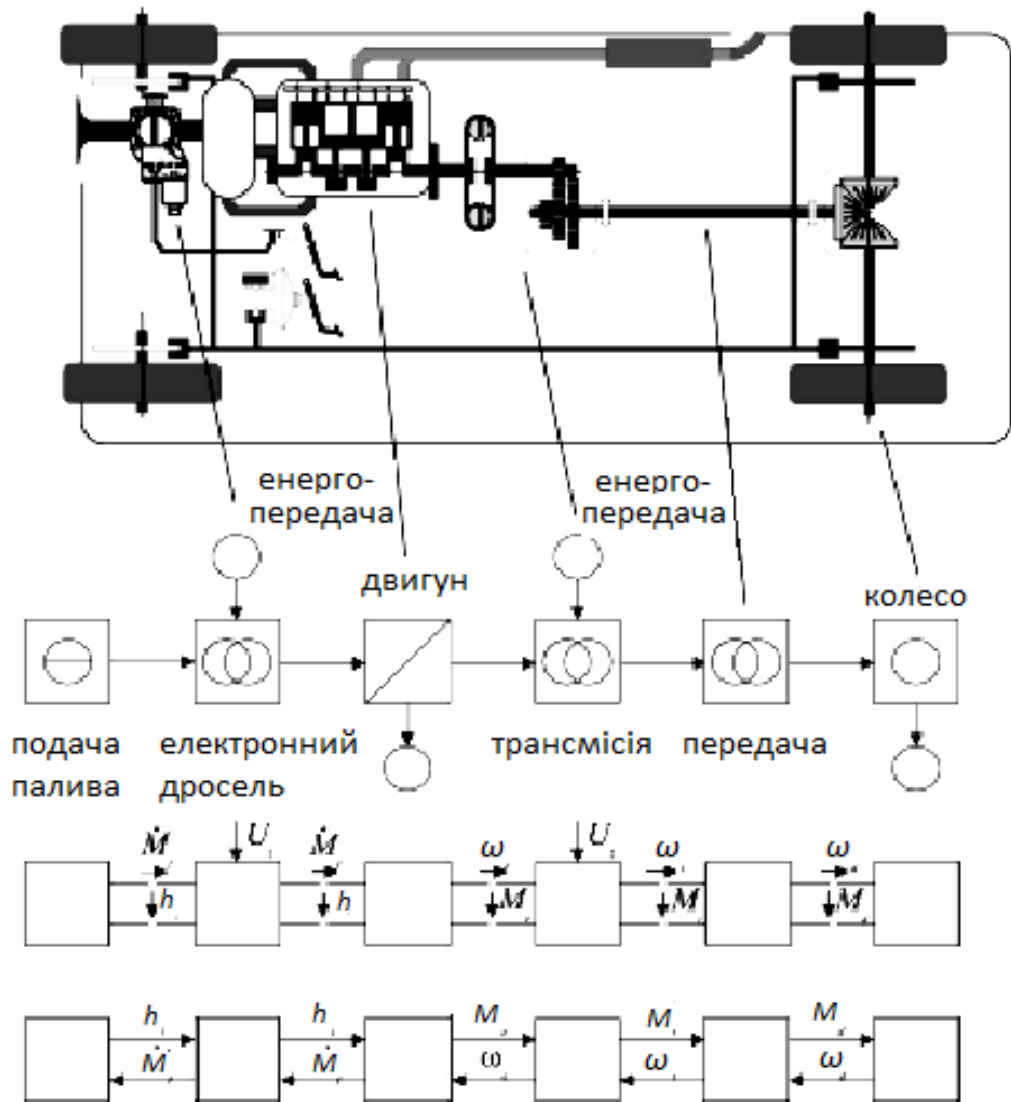 енерго-
передача
енерго-
передача
двигун
колесо
подача
палива
електронний
дросель
трансмісія
передача
Ṁ U Ṁ ω U ω ω
h h M M M
h h M M M
Ṁ Ṁ ω ω ω